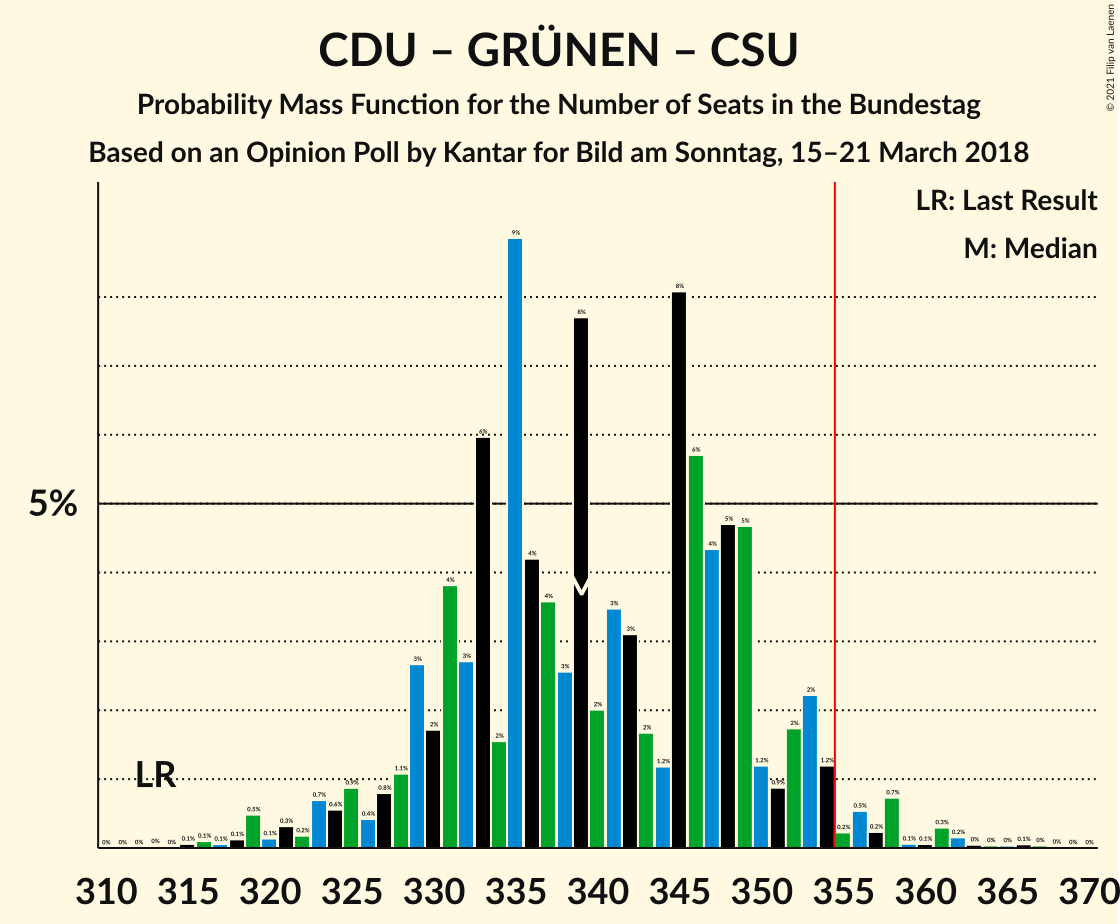 CDU – GRÜNEN – CSU
© 2021 Filip van Laenen
Probability Mass Function for the Number of Seats in the Bundestag
Based on an Opinion Poll by Kantar for Bild am Sonntag, 15–21 March 2018
LR: Last Result
M: Median
5%
LR
0% 0% 0% 0% 0% 0.1% 0.1% 0.1% 0.1% 0.5% 0.1% 0.3% 0.2% 0.7% 0.6% 0.9% 0.4% 0.8% 1.1% 3% 2% 4% 3% 6% 2% 9% 4% 4% 3% 8% 2% 3% 3% 2% 1.2% 8% 6% 4% 5% 5% 1.2% 0.9% 2% 2% 1.2% 0.2% 0.5% 0.2% 0.7% 0.1% 0.1% 0.3% 0.2% 0% 0% 0% 0.1% 0% 0% 0% 0%
310 315 320 325 330 335 340 345 350 355 360 365 370